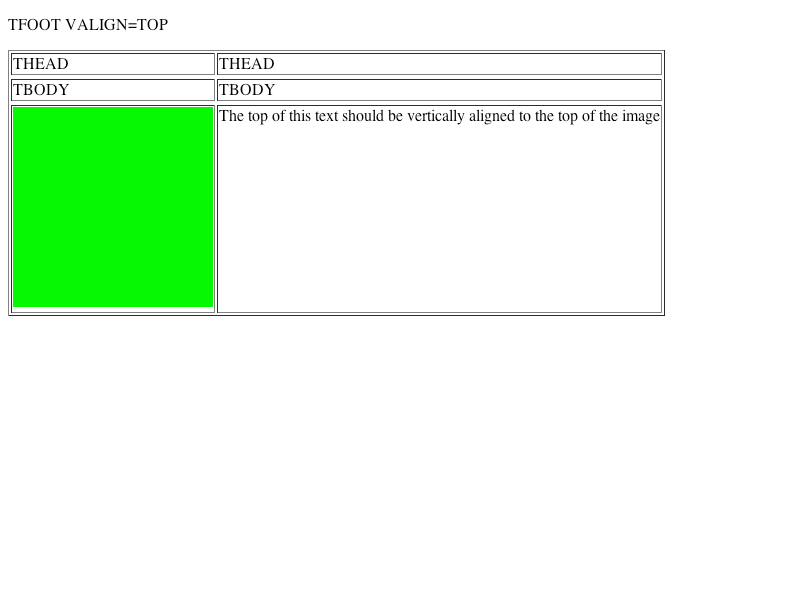 TFOOT VALIGN=TOP
THEAD THEAD
TBODY TBODY
The top of this text should be vertically aligned to the top of the image